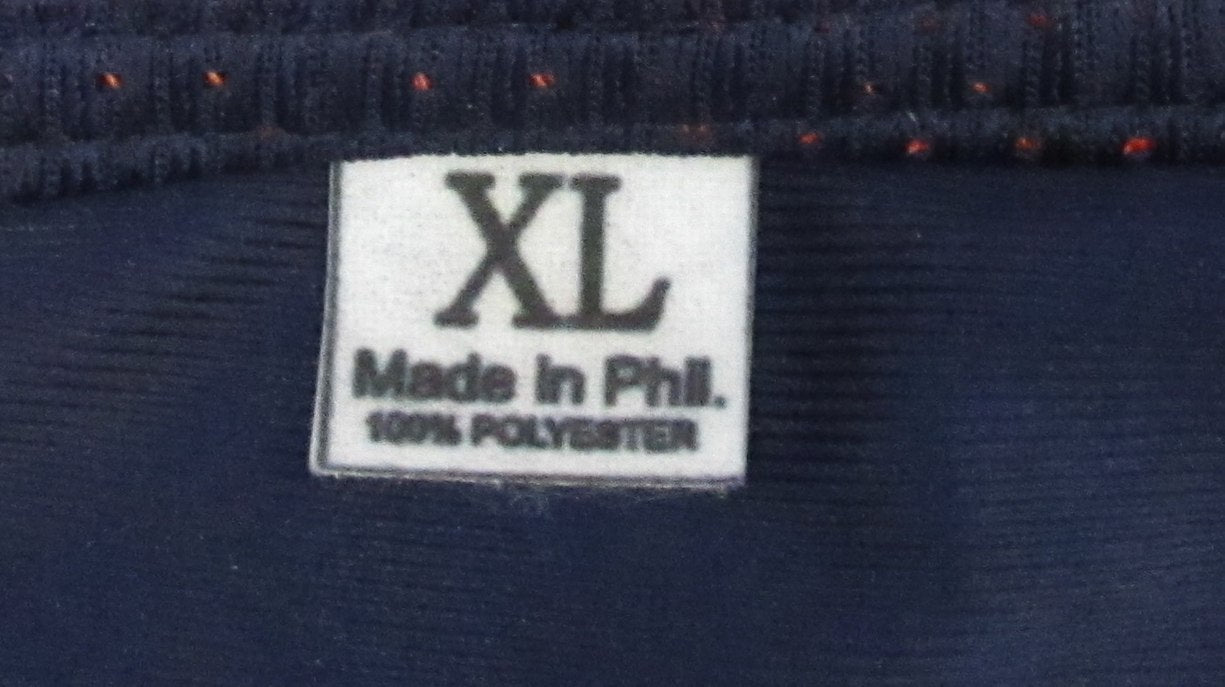 XL
Made in Phil.
100% POLYESTER